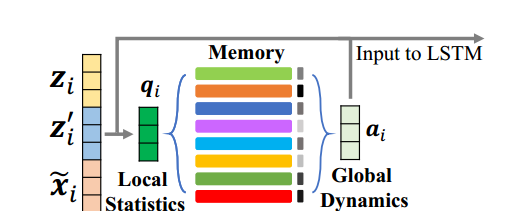 Memory
Input to LSTM
z_i
q_i
z'_i
a_i
x̃_i
Local
Statistics
Global
Dynamics